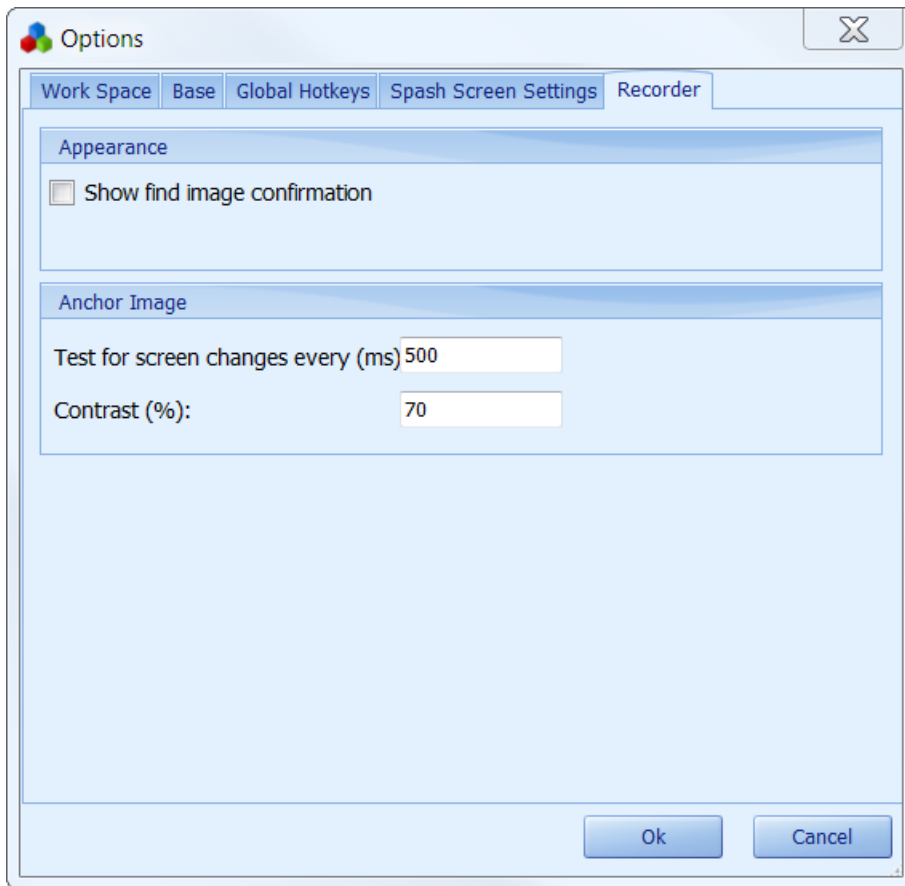 Options
Work Space Base Global Hotkeys Spash Screen Settings Recorder
Appearance
Show find image confirmation
Anchor Image
Test for screen changes every (ms) 500
Contrast (%): 70
Ok Cancel